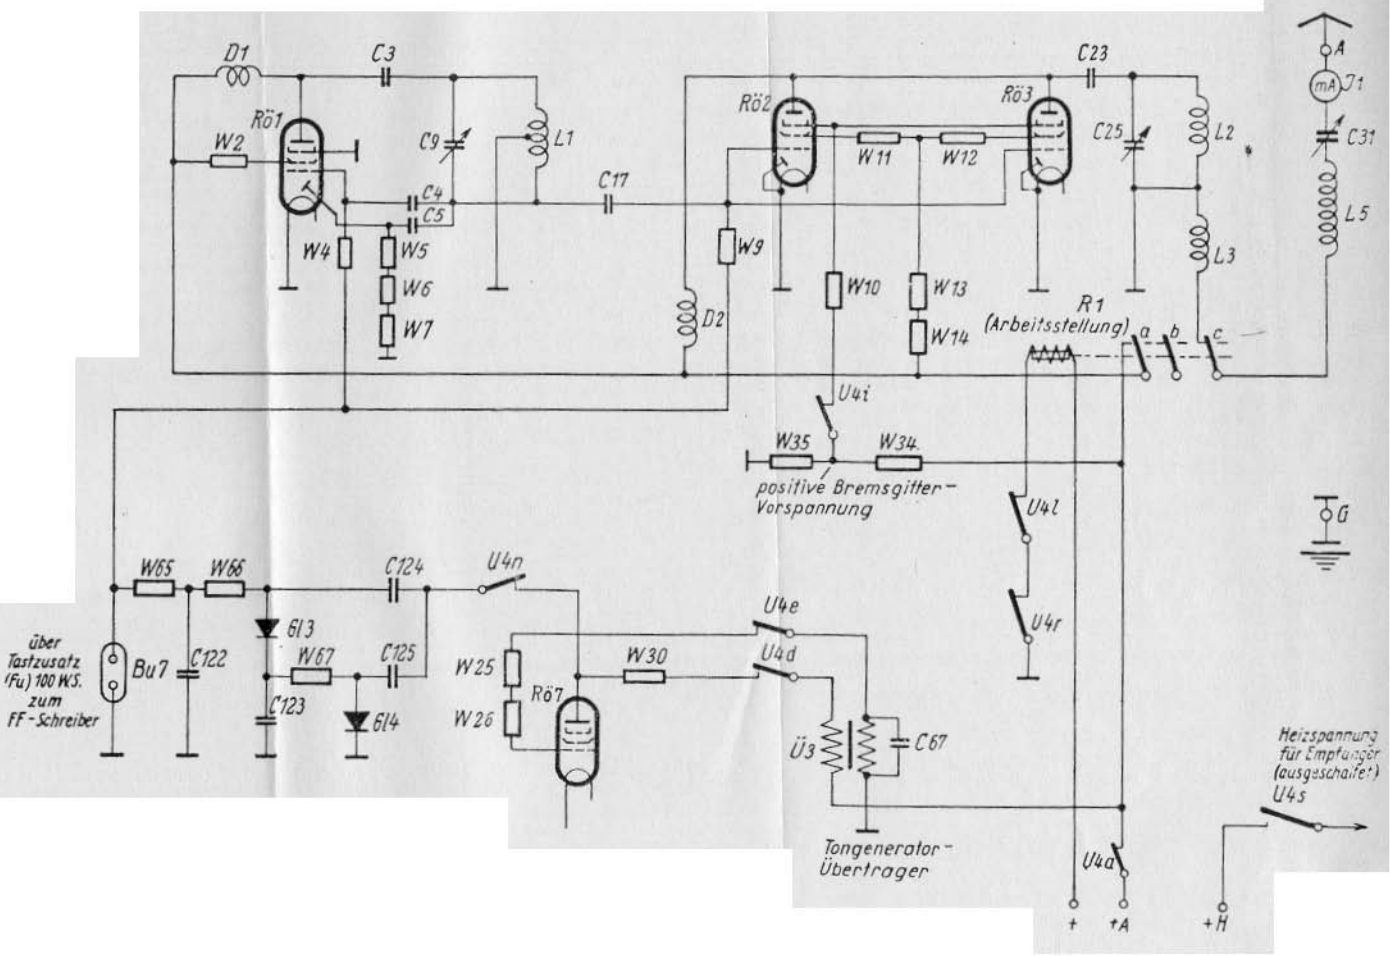 D1
C3
C23
A
Rö1
Rö2
Rö3
mA
J1
W2
C9
L1
W11
W12
C25
L2
C31
C4
C17
C5
W4
W5
W9
L3
L5
W6
W10
W13
W7
D2
W14
R1
(Arbeitsstellung)
a
b
c
U4i
W35
W34
positive Bremsgitter-
Vorspannung
U4l
G
W65
W66
C124
U4n
U4e
U4r
Gl3
über
Tastzusatz
(Fu) 100 W.S.
zum
FF-Schreiber
Bu7
C122
W67
C125
W25
W30
U4d
C123
Gl4
W26
Rö7
Ü3
C67
Heizspannung
für Empfänger
(ausgeschaltet)
U4s
Tongenerator-
Übertrager
U4a
+
+A
+H